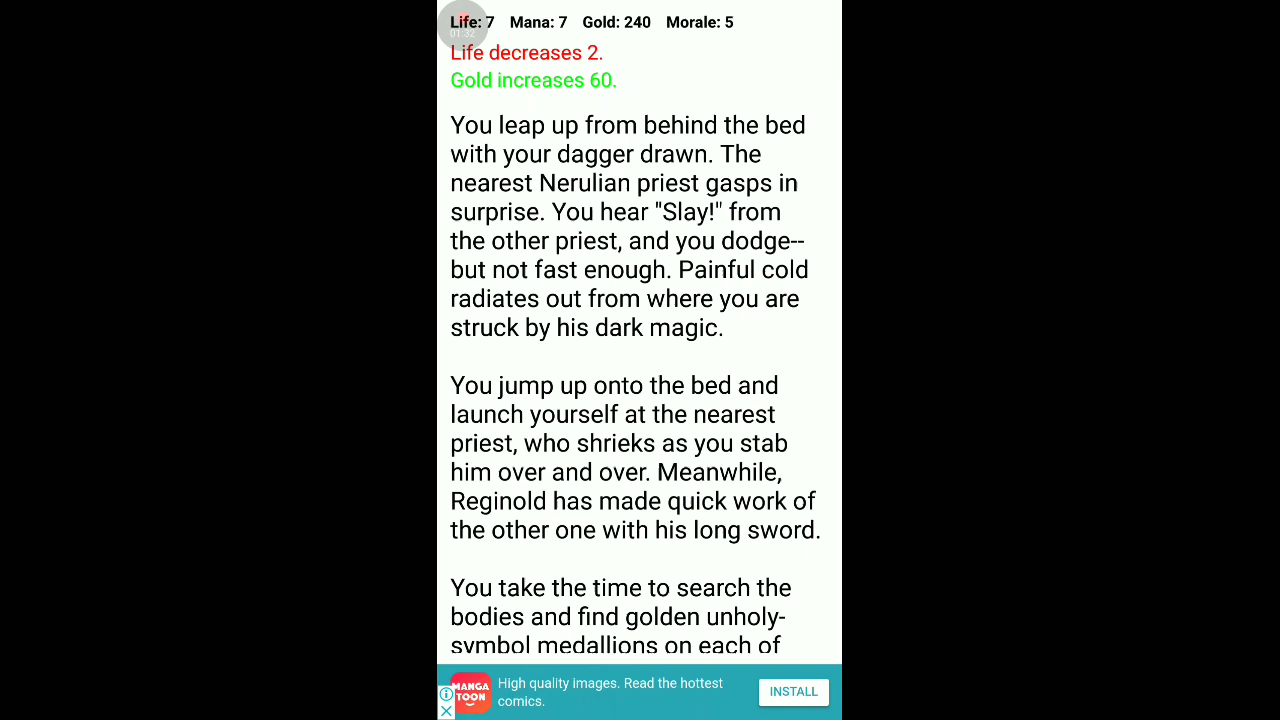 Life: 7 Mana: 7 Gold: 240 Morale: 5
01:32
Life decreases 2.
Gold increases 60.
You leap up from behind the bed
with your dagger drawn. The
nearest Nerulian priest gasps in
surprise. You hear "Slay!" from
the other priest, and you dodge--
but not fast enough. Painful cold
radiates out from where you are
struck by his dark magic.
You jump up onto the bed and
launch yourself at the nearest
priest, who shrieks as you stab
him over and over. Meanwhile,
Reginold has made quick work of
the other one with his long sword.
You take the time to search the
bodies and find golden unholy-
symbol medallions on each of
MANGA
TOON
High quality images. Read the hottest
comics.
INSTALL